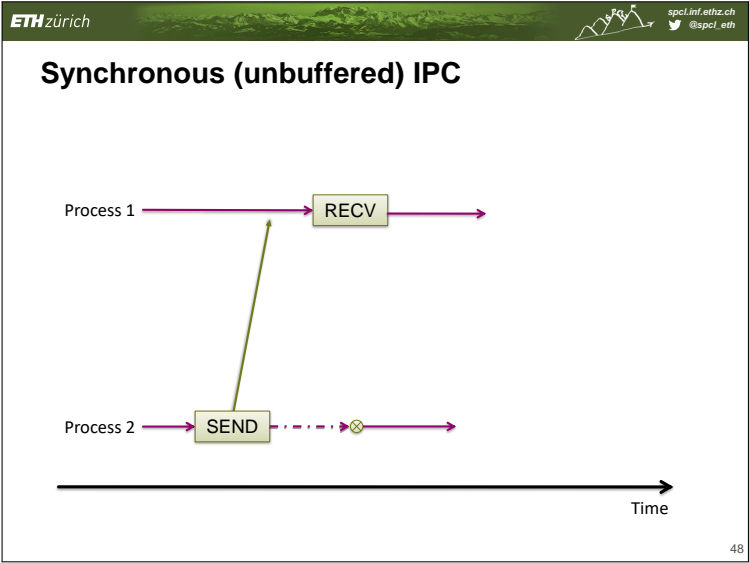 ETH zürich
spcl.inf.ethz.ch
@spcl_eth
Synchronous (unbuffered) IPC
Process 1
RECV
Process 2
SEND
Time
48